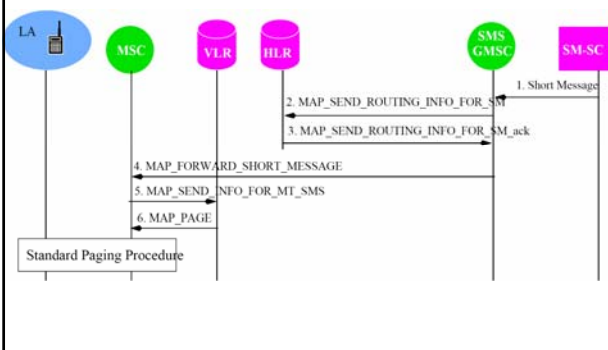 LA
MSC
VLR
HLR
SMS
GMSC
SM-SC
1. Short Message
2. MAP_SEND_ROUTING_INFO_FOR_SM
3. MAP_SEND_ROUTING_INFO_FOR_SM_ack
4. MAP_FORWARD_SHORT_MESSAGE
5. MAP_SEND_INFO_FOR_MT_SMS
6. MAP_PAGE
Standard Paging Procedure